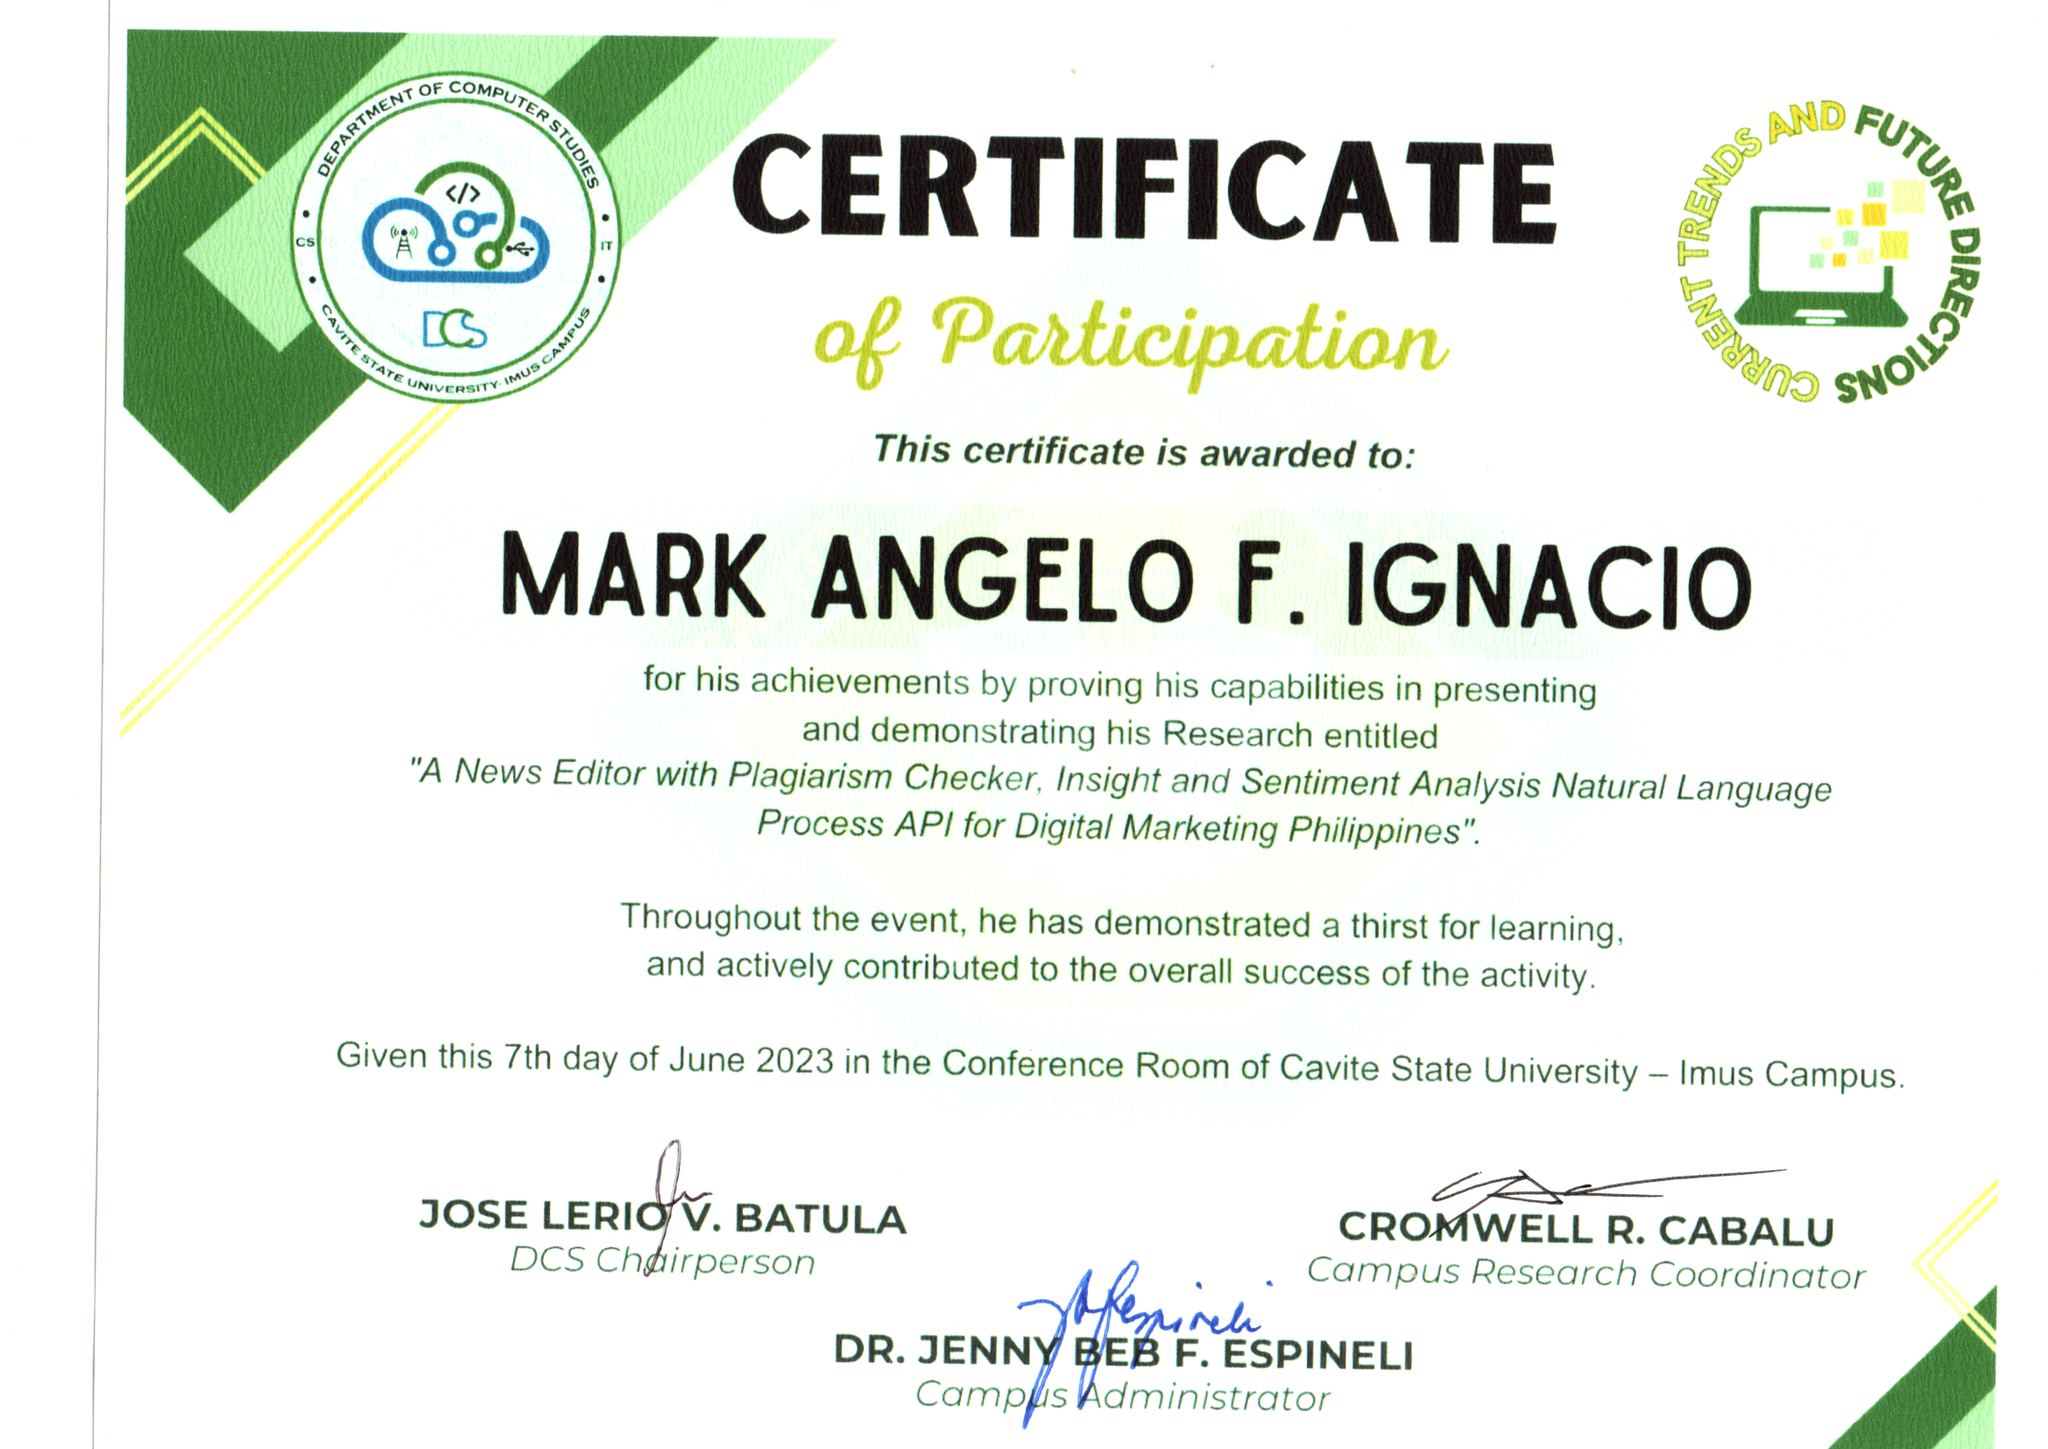 DEPARTMENT OF COMPUTER STUDIES
CS
</>
IT
DCS
CAVITE STATE UNIVERSITY- IMUS CAMPUS
CERTIFICATE
of Participation
CURRENT TRENDS AND FUTURE DIRECTIONS
This certificate is awarded to:
MARK ANGELO F. IGNACIO
for his achievements by proving his capabilities in presenting
and demonstrating his Research entitled
"A News Editor with Plagiarism Checker, Insight and Sentiment Analysis Natural Language
Process API for Digital Marketing Philippines".
Throughout the event, he has demonstrated a thirst for learning,
and actively contributed to the overall success of the activity.
Given this 7th day of June 2023 in the Conference Room of Cavite State University – Imus Campus.
JOSE LERIO V. BATULA
DCS Chairperson
CROMWELL R. CABALU
Campus Research Coordinator
DR. JENNY BEB F. ESPINELI
Campus Administrator